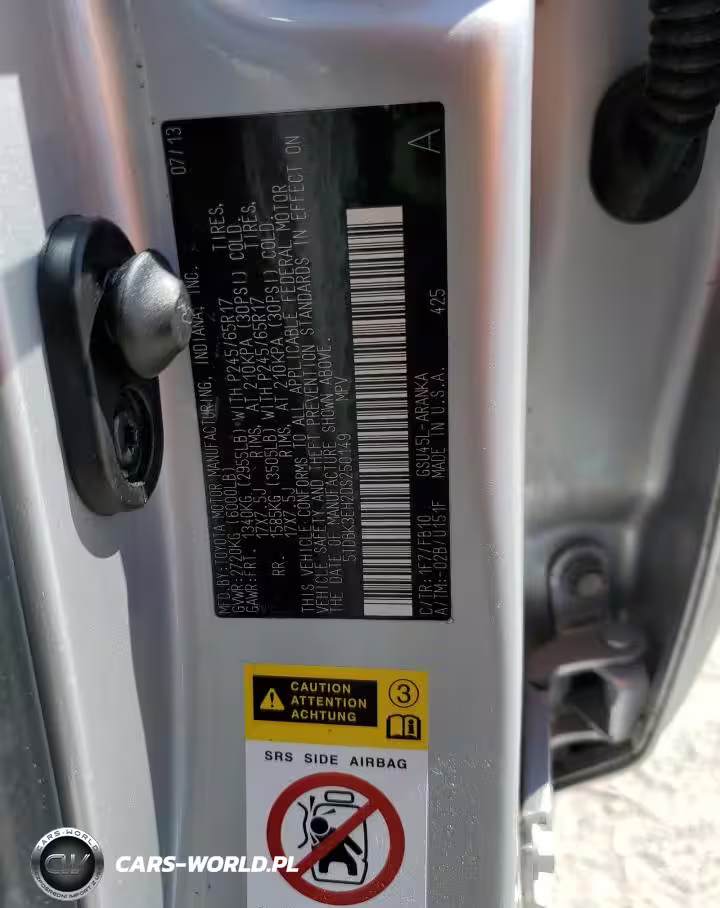 MFD.BY:TOYOTA MOTOR MANUFACTURING, INDIANA, INC. 07/13
GVWR:2720KG (6000LB)
GAWR:FRT. 1340KG (2955LB) WITH P245/65R17 TIRES,
17X7.5J RIMS, AT 210KPA (30PSI) COLD
RR. 1585KG (3505LB) WITH P245/65R17 TIRES,
17X7.5J RIMS, AT 210KPA (30PSI) COLD.
THIS VEHICLE CONFORMS TO ALL APPLICABLE FEDERAL MOTOR
VEHICLE SAFETY AND THEFT PREVENTION STANDARDS IN EFFECT ON
THE DATE OF MANUFACTURE SHOWN ABOVE.
5TDBK3EH2DS250149 MPV
C/TR:1F7/FB10 GSU45L-ARANKA 425
A/TM:-02B/U151F MADE IN U.S.A. A
CAUTION
ATTENTION
ACHTUNG
3
SRS SIDE AIRBAG
CARS-WORLD
CW
CARS-WORLD.PL